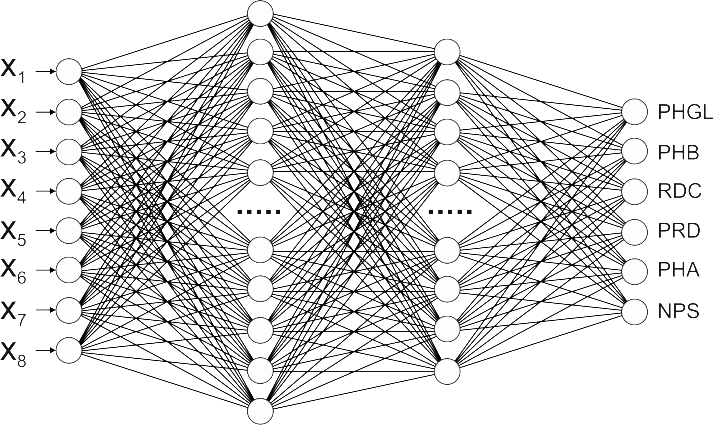 X1
X2
X3
X4
X5
X6
X7
X8
.....
.....
PHGL
PHB
RDC
PRD
PHA
NPS